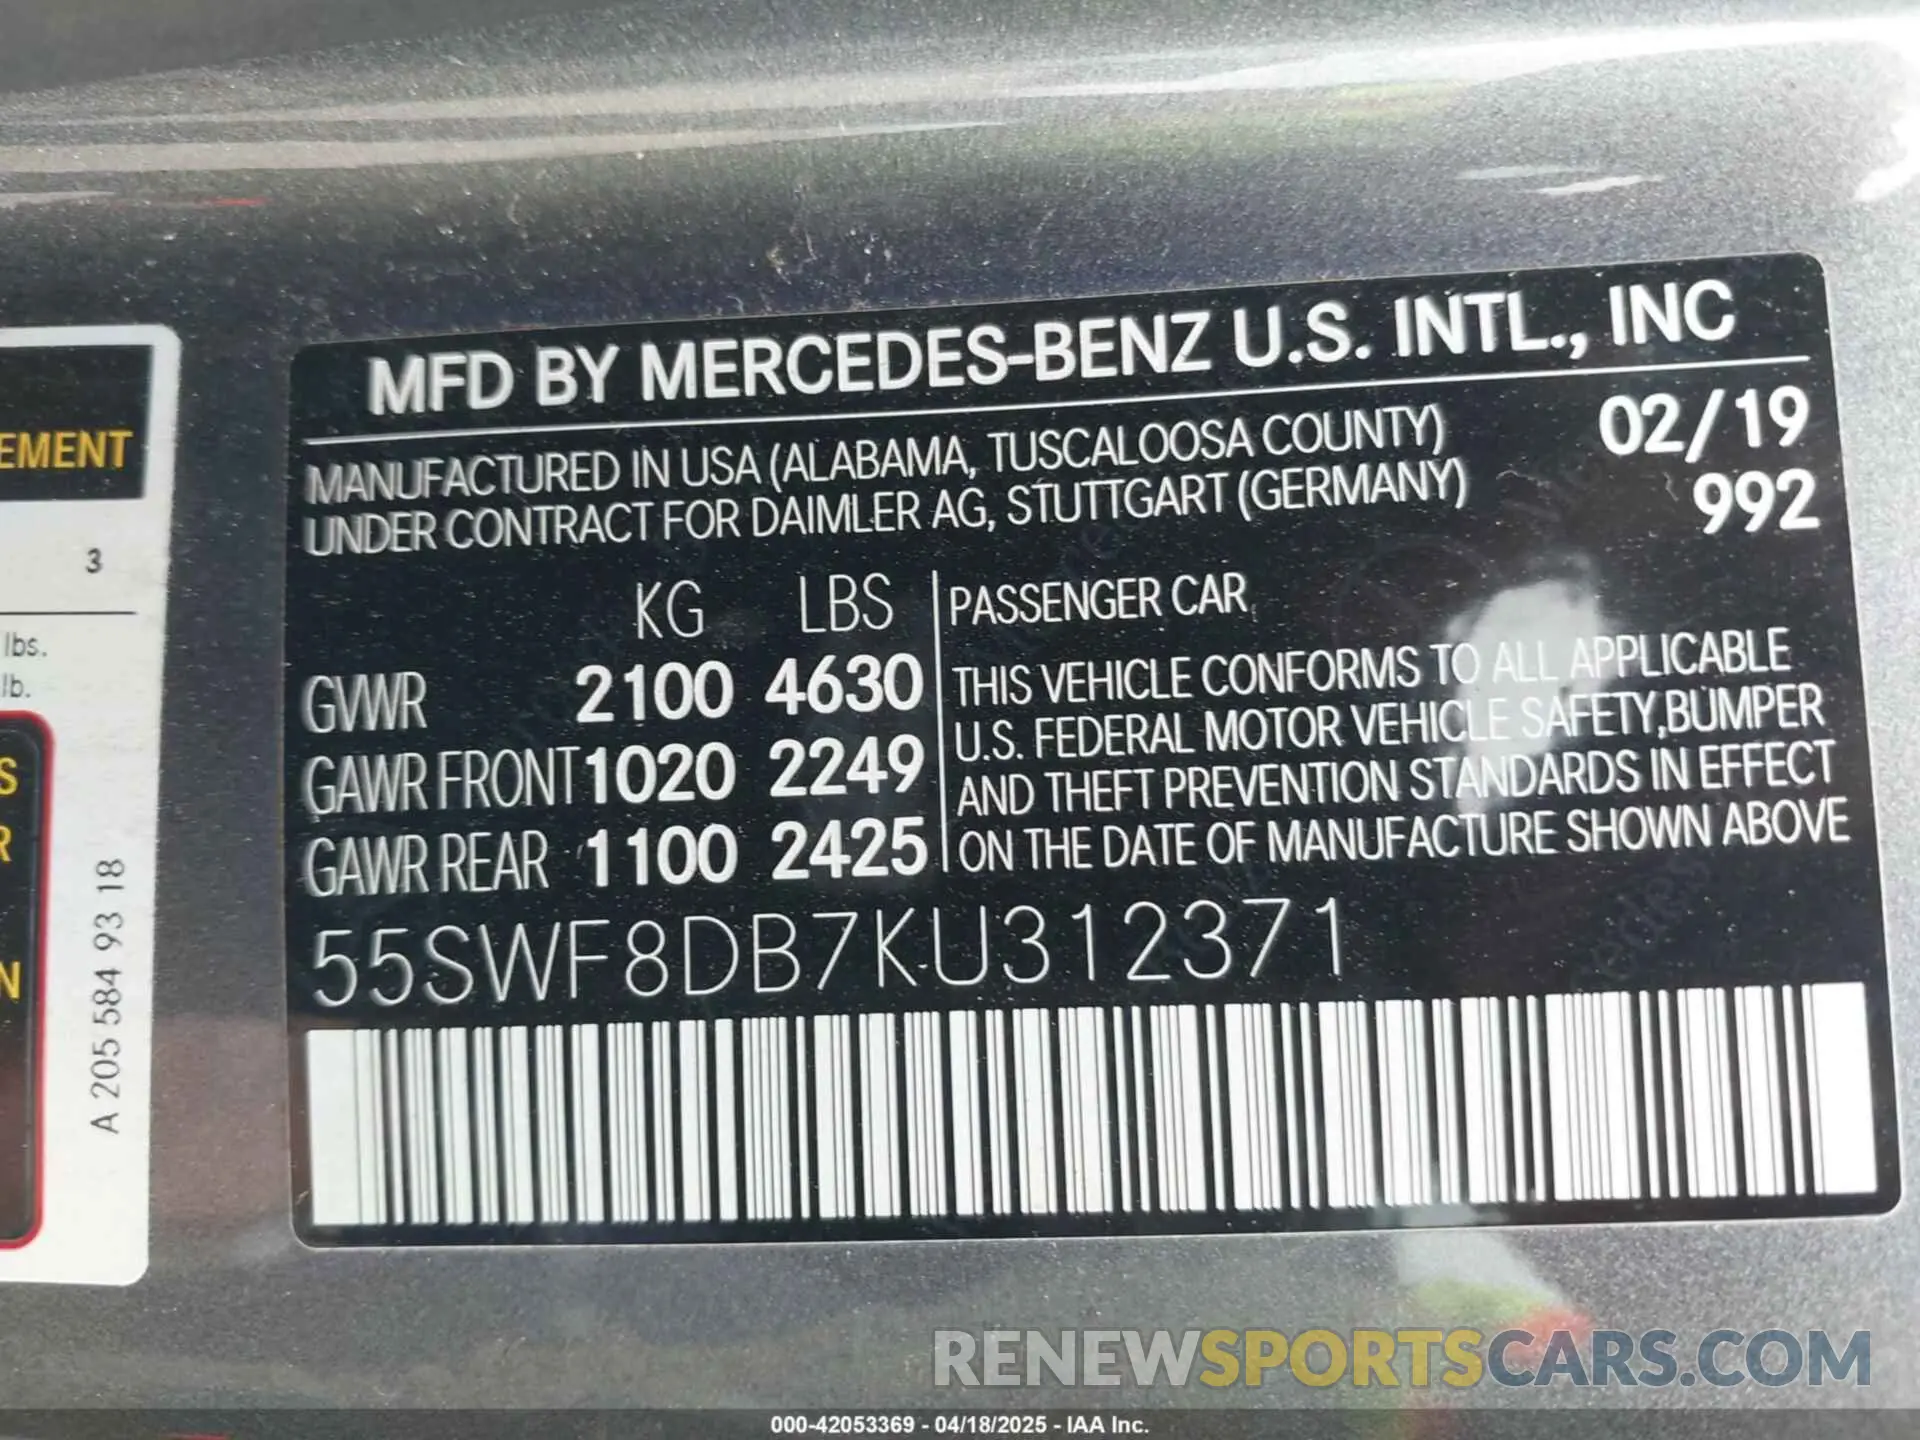 EMENT
3
lbs.
lb.
S
R
N
A 205 584 93 18
MFD BY MERCEDES-BENZ U.S. INTL., INC
MANUFACTURED IN USA (ALABAMA, TUSCALOOSA COUNTY)
UNDER CONTRACT FOR DAIMLER AG, STUTTGART (GERMANY)
02/19
992
KG LBS
GVWR 2100 4630
GAWR FRONT 1020 2249
GAWR REAR 1100 2425
PASSENGER CAR
THIS VEHICLE CONFORMS TO ALL APPLICABLE
U.S. FEDERAL MOTOR VEHICLE SAFETY,BUMPER
AND THEFT PREVENTION STANDARDS IN EFFECT
ON THE DATE OF MANUFACTURE SHOWN ABOVE
55SWF8DB7KU312371
RENEWSPORTSCARS.COM
000-42053369 - 04/18/2025 - IAA Inc.